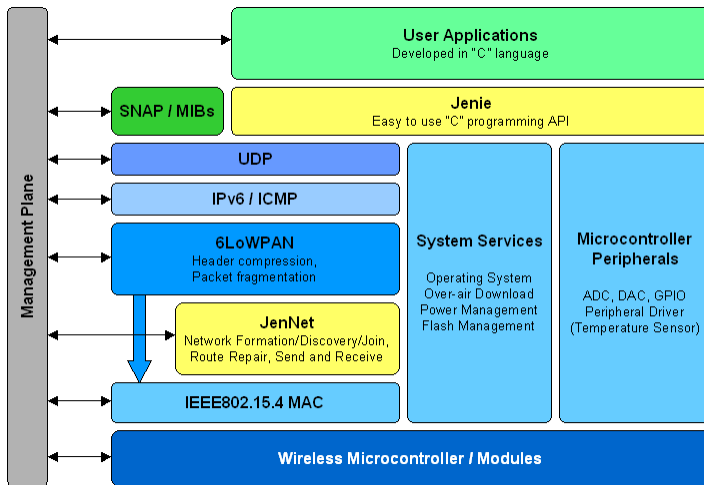 Management Plane
User Applications
Developed in "C" language
SNAP / MIBs
Jenie
Easy to use "C" programming API
UDP
IPv6 / ICMP
6LoWPAN
Header compression,
Packet fragmentation
JenNet
Network Formation/Discovery/Join,
Route Repair, Send and Receive
IEEE802.15.4 MAC
System Services
Operating System
Over-air Download
Power Management
Flash Management
Microcontroller
Peripherals
ADC, DAC, GPIO
Peripheral Driver
(Temperature Sensor)
Wireless Microcontroller / Modules